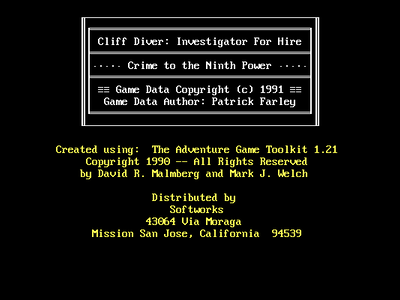 Cliff Diver: Investigator For Hire
----- Crime to the Ninth Power -----
≡≡ Game Data Copyright (c) 1991 ≡≡
Game Data Author: Patrick Farley
Created using:  The Adventure Game Toolkit 1.21
Copyright 1990 -- All Rights Reserved
by David R. Malmberg and Mark J. Welch
Distributed by
Softworks
43064 Via Moraga
Mission San Jose, California  94539